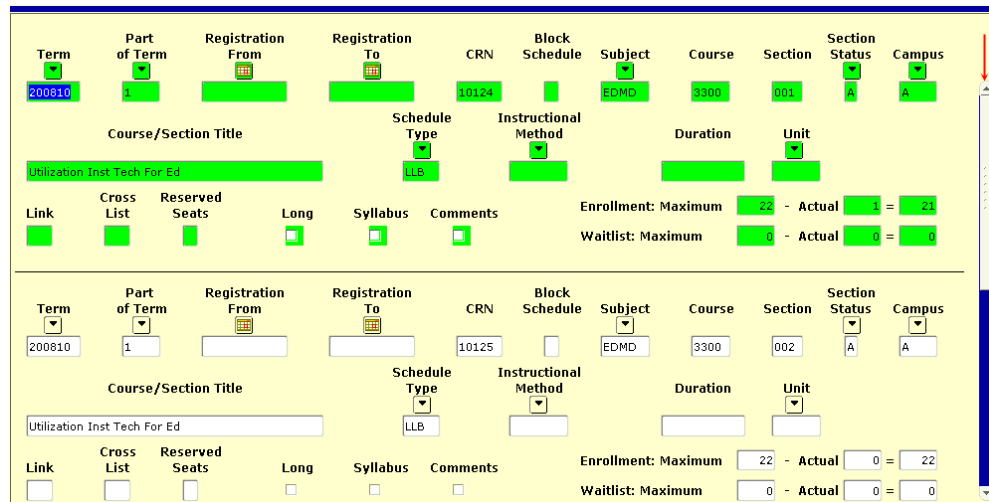 Part Registration Registration Block Section
Term of Term From To CRN Schedule Subject Course Section Status Campus
200810 1 10124 EDMD 3300 001 A A
Schedule Instructional
Course/Section Title Type Method Duration Unit
Utilization Inst Tech For Ed LLB
Cross Reserved Enrollment: Maximum 22 - Actual 1 = 21
Link List Seats Long Syllabus Comments
Waitlist: Maximum 0 - Actual 0 = 0
Part Registration Registration Block Section
Term of Term From To CRN Schedule Subject Course Section Status Campus
200810 1 10125 EDMD 3300 002 A A
Schedule Instructional
Course/Section Title Type Method Duration Unit
Utilization Inst Tech For Ed LLB
Cross Reserved Enrollment: Maximum 22 - Actual 0 = 22
Link List Seats Long Syllabus Comments
Waitlist: Maximum 0 - Actual 0 = 0